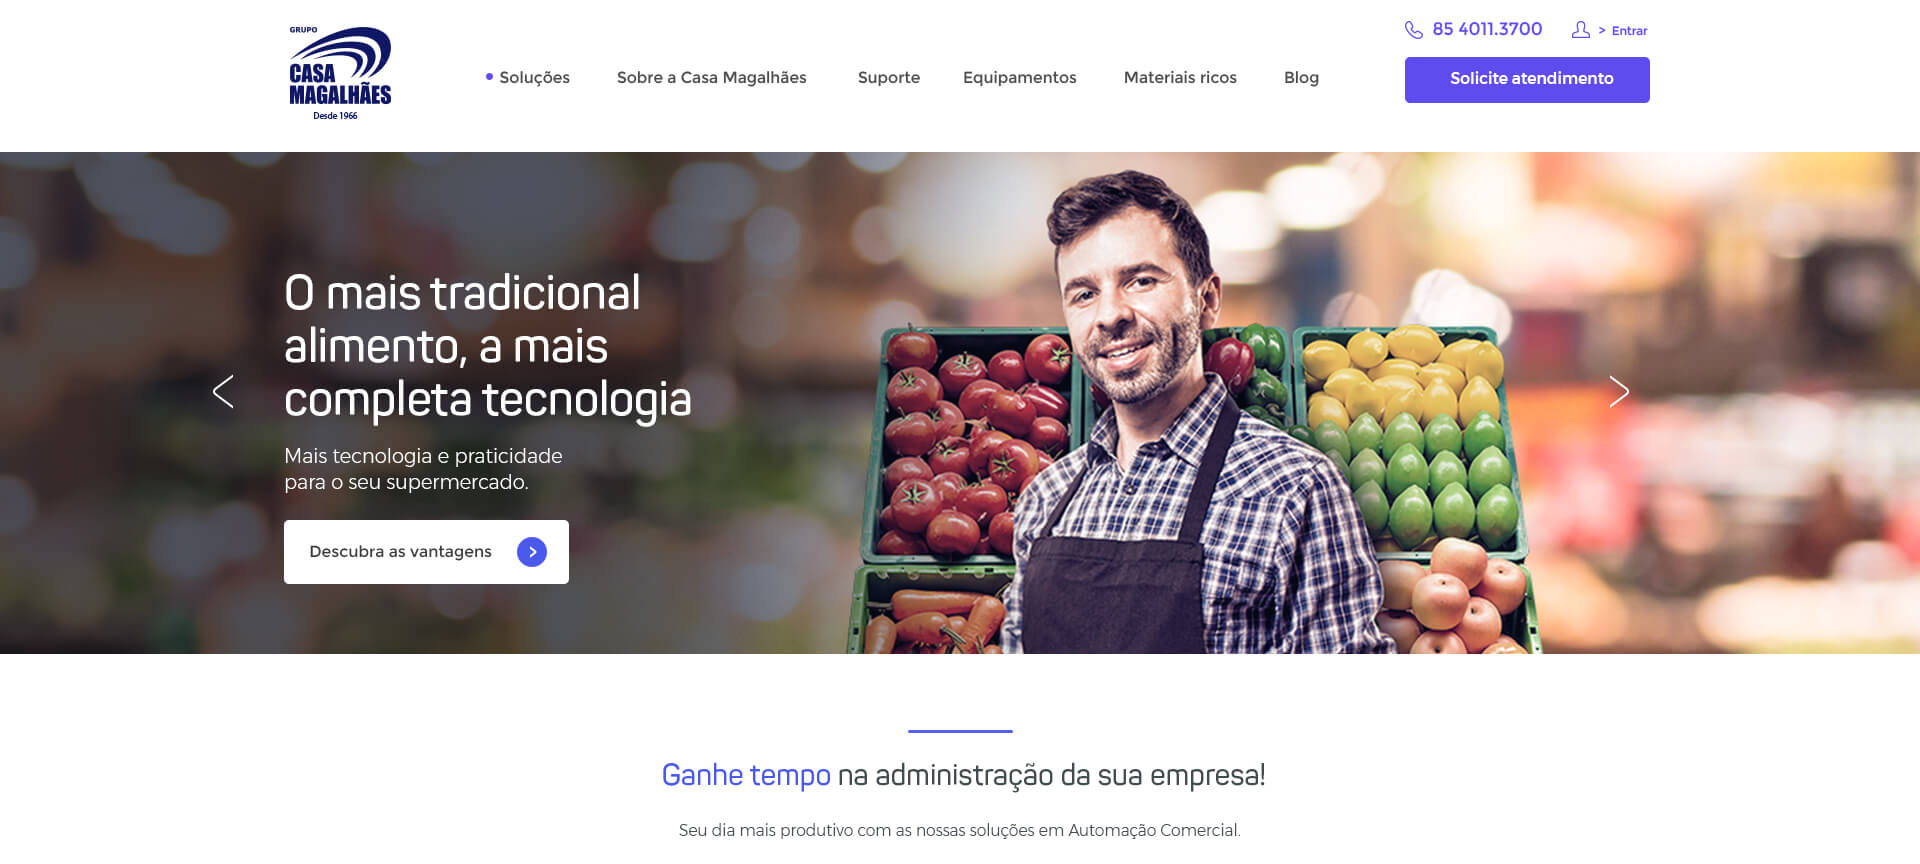 GRUPO
CASA
MAGALHÃES
Desde 1966
Soluções
Sobre a Casa Magalhães
Suporte
Equipamentos
Materiais ricos
Blog
85 4011.3700
> Entrar
Solicite atendimento
O mais tradicional
alimento, a mais
completa tecnologia
Mais tecnologia e praticidade
para o seu supermercado.
Descubra as vantagens
Ganhe tempo na administração da sua empresa!
Seu dia mais produtivo com as nossas soluções em Automação Comercial.